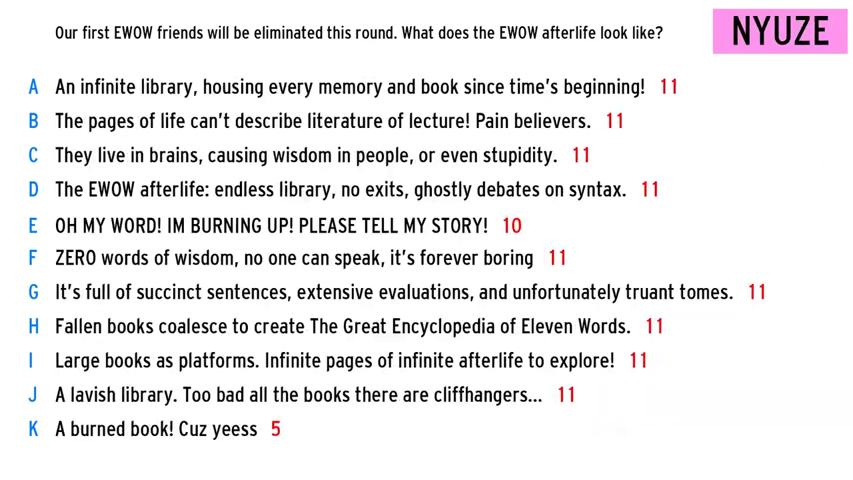 Our first EWOW friends will be eliminated this round. What does the EWOW afterlife look like?
NYUZE
A An infinite library, housing every memory and book since time's beginning! 11
B The pages of life can't describe literature of lecture! Pain believers. 11
C They live in brains, causing wisdom in people, or even stupidity. 11
D The EWOW afterlife: endless library, no exits, ghostly debates on syntax. 11
E OH MY WORD! IM BURNING UP! PLEASE TELL MY STORY! 10
F ZERO words of wisdom, no one can speak, it's forever boring 11
G It's full of succinct sentences, extensive evaluations, and unfortunately truant tomes. 11
H Fallen books coalesce to create The Great Encyclopedia of Eleven Words. 11
I Large books as platforms. Infinite pages of infinite afterlife to explore! 11
J A lavish library. Too bad all the books there are cliffhangers... 11
K A burned book! Cuz yeess 5